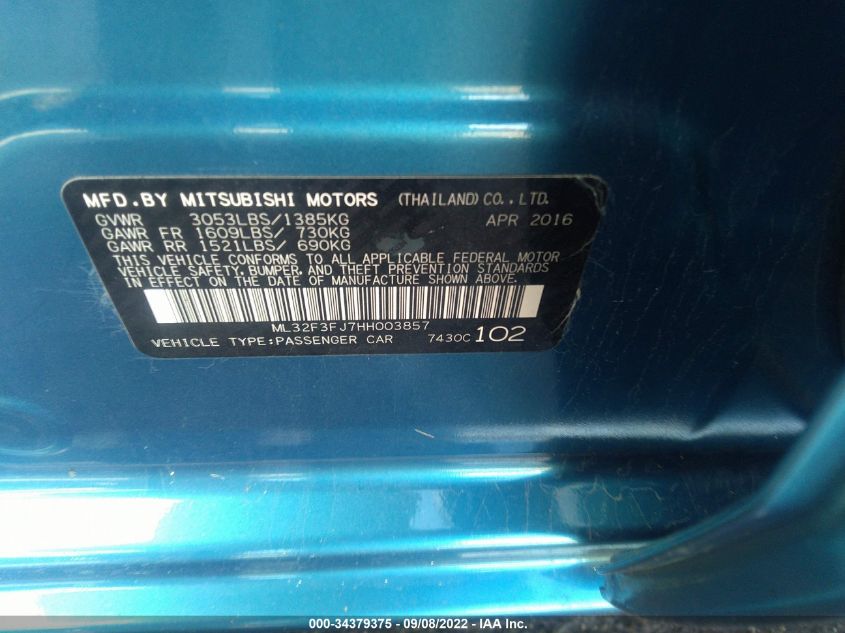 MFD.BY MITSUBISHI MOTORS (THAILAND) CO., LTD.
GVWR 3053LBS/1385KG APR 2016
GAWR FR 1609LBS/ 730KG
GAWR RR 1521LBS/ 690KG
THIS VEHICLE CONFORMS TO ALL APPLICABLE FEDERAL MOTOR
VEHICLE SAFETY, BUMPER, AND THEFT PREVENTION STANDARDS
IN EFFECT ON THE DATE OF MANUFACTURE SHOWN ABOVE.
ML32F3FJ7HH003857
VEHICLE TYPE:PASSENGER CAR 7430C 102
000-34379375 - 09/08/2022 - IAA Inc.